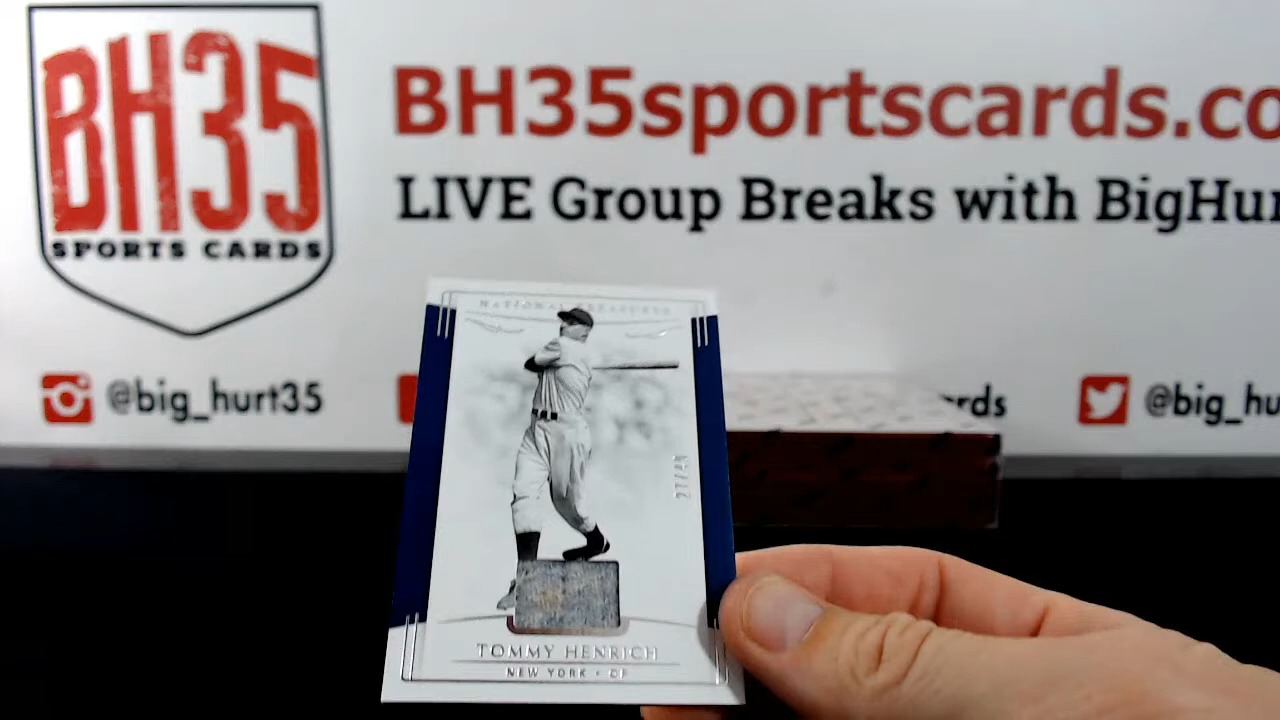 BH35
SPORTS CARDS
BH35sportscards.co
LIVE Group Breaks with BigHur
@big_hurt35
rds
@big_hu
NATIONAL TREASURES
TOMMY HENRICH
NEW YORK • OF